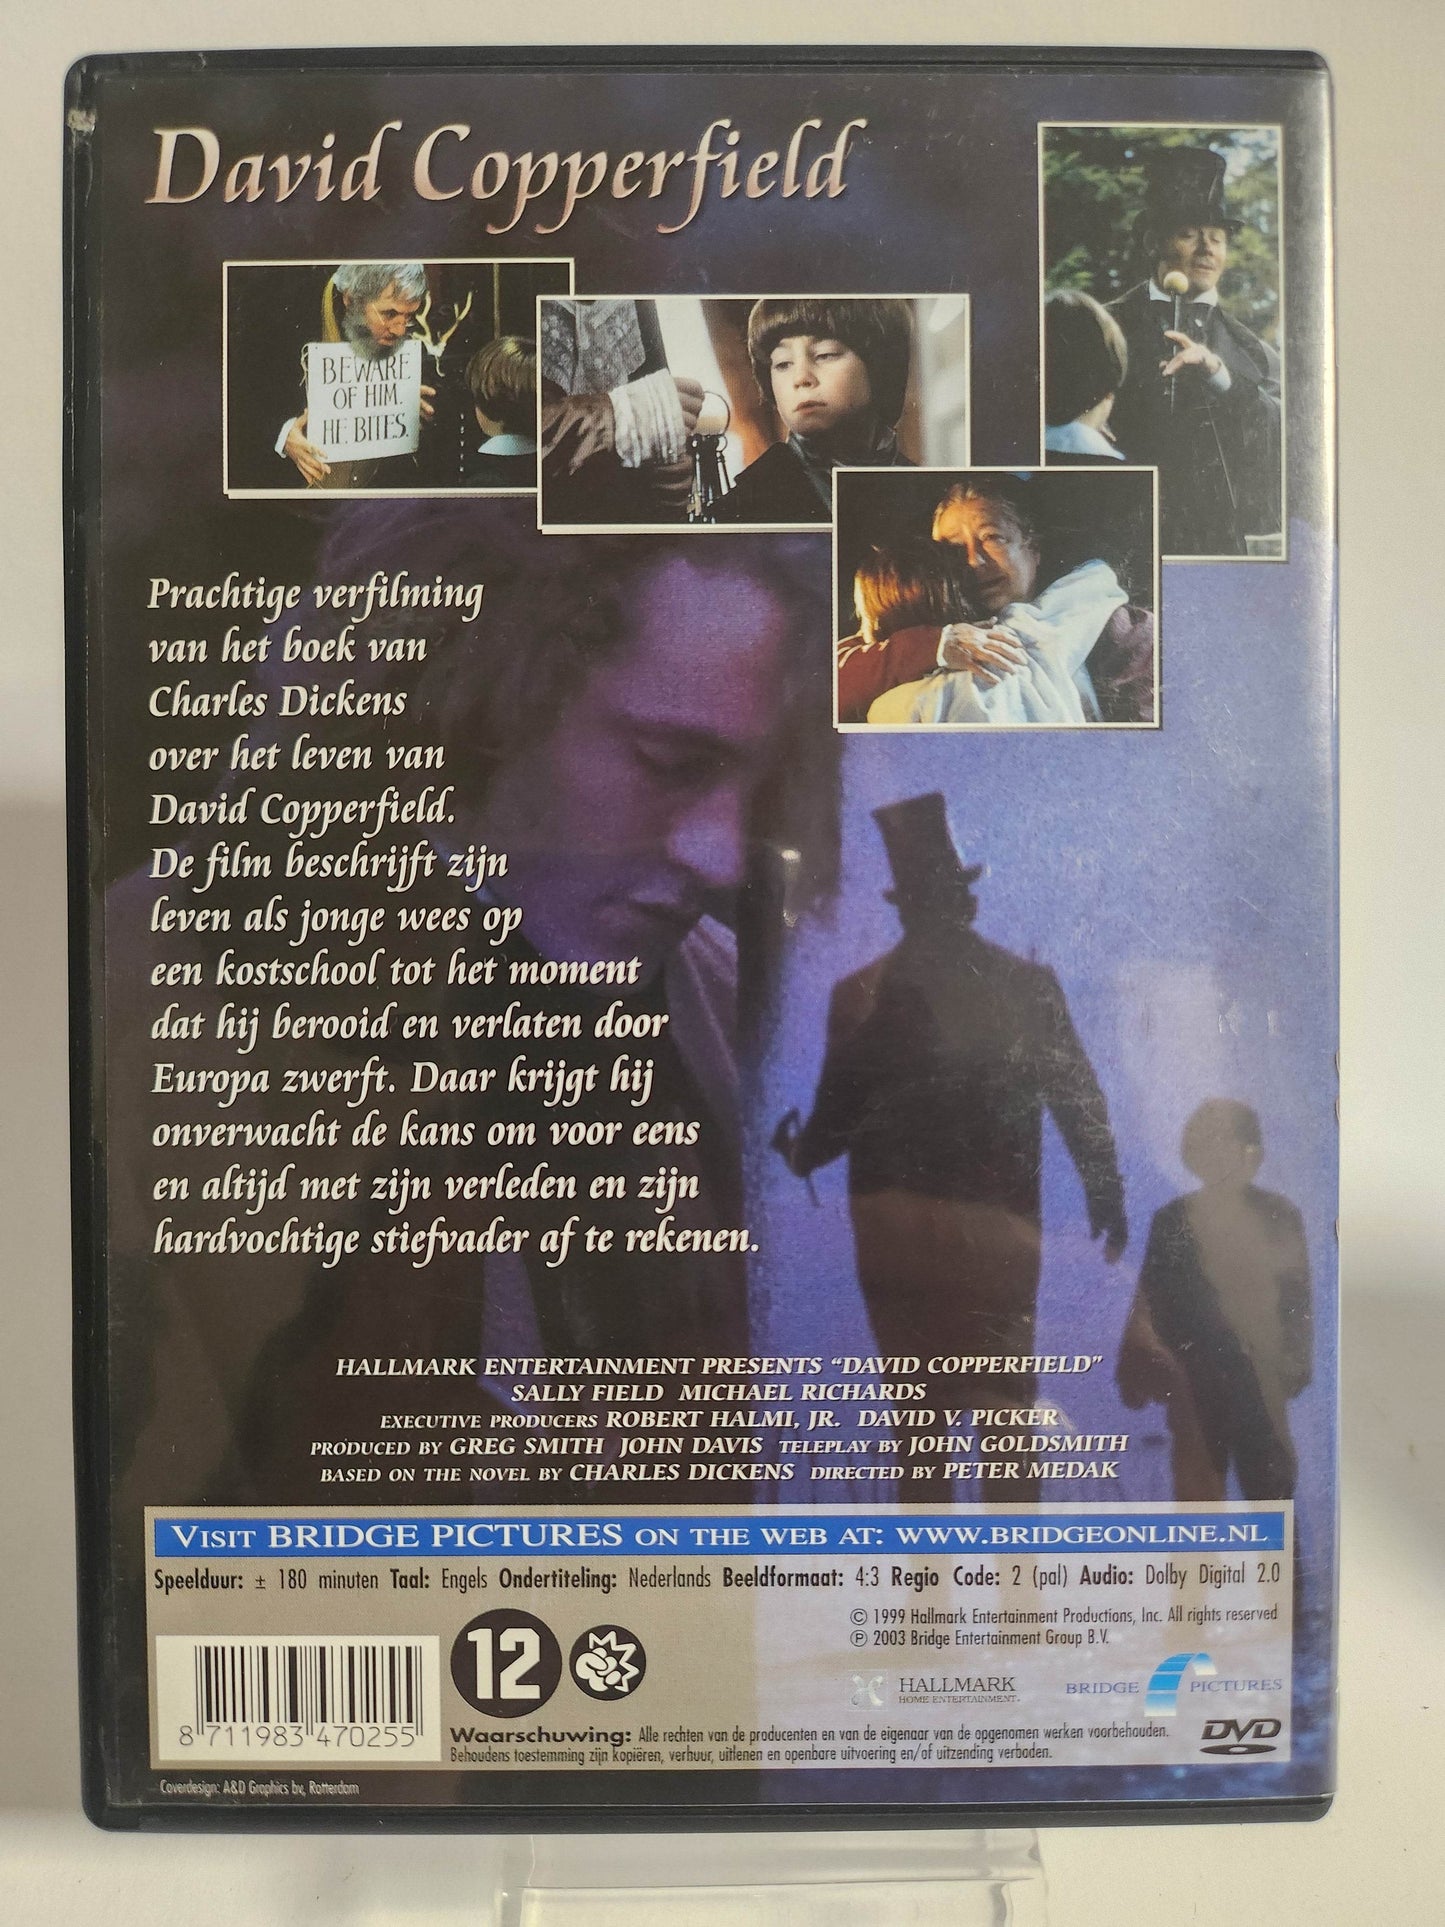 David Copperfield
BEWARE
OF HIM.
HE BITES.
Prachtige verfilming
van het boek van
Charles Dickens
over het leven van
David Copperfield.
De film beschrijft zijn
leven als jonge wees op
een kostschool tot het moment
dat hij berooid en verlaten door
Europa zwerft. Daar krijgt hij
onverwacht de kans om voor eens
en altijd met zijn verleden en zijn
hardvochtige stiefvader af te rekenen.
HALLMARK ENTERTAINMENT PRESENTS “DAVID COPPERFIELD”
SALLY FIELD MICHAEL RICHARDS
EXECUTIVE PRODUCERS ROBERT HALMI, JR. DAVID V. PICKER
PRODUCED BY GREG SMITH JOHN DAVIS TELEPLAY BY JOHN GOLDSMITH
BASED ON THE NOVEL BY CHARLES DICKENS DIRECTED BY PETER MEDAK
VISIT BRIDGE PICTURES ON THE WEB AT: WWW.BRIDGEONLINE.NL
Speelduur: ± 180 minuten Taal: Engels Ondertiteling: Nederlands Beeldformaat: 4:3 Regio Code: 2 (pal) Audio: Dolby Digital 2.0
© 1999 Hallmark Entertainment Productions, Inc. All rights reserved
℗ 2003 Bridge Entertainment Group B.V.
12
HALLMARK
HOME ENTERTAINMENT.
BRIDGE PICTURES
8 711983 470255
Waarschuwing: Alle rechten van de producenten en van de eigenaar van de opgenomen werken voorbehouden.
Behoudens toestemming zijn kopiëren, verhuur, uitlenen en openbare uitvoering en/of uitzending verboden.
DVD
Coverdesign: A&D Graphics bv, Rotterdam